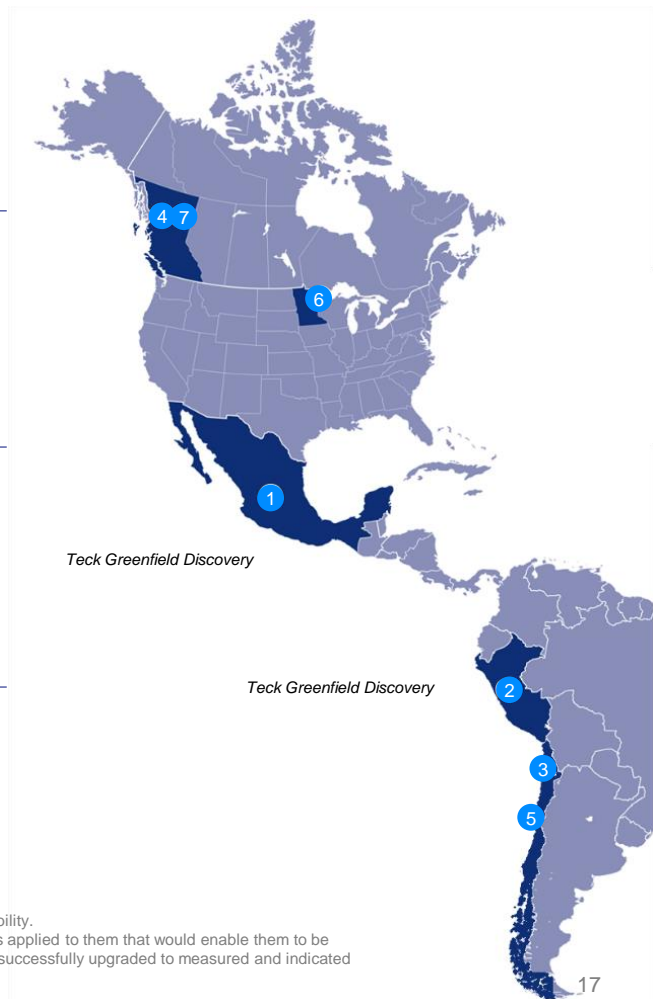 4
7
6
1
Teck Greenfield Discovery
Teck Greenfield Discovery
2
3
5
bility.
s applied to them that would enable them to be
successfully upgraded to measured and indicated
17